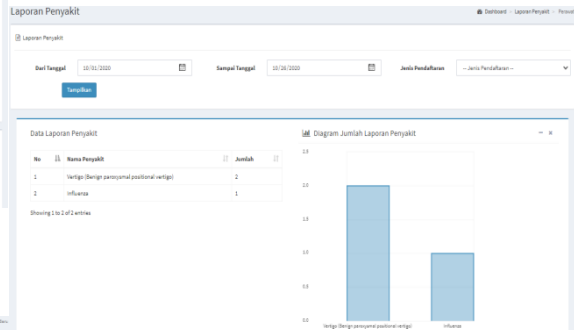 Laporan Penyakit
Dashboard - Laporan Penyakit - Penyakit
Laporan Penyakit
Dari Tanggal 10/01/2020 Sampai Tanggal 10/26/2020 Jenis Pendaftaran -- Jenis Pendaftaran --
Tampilkan
Data Laporan Penyakit
No Nama Penyakit Jumlah
1 Vertigo (Benign paroxysmal positional vertigo) 2
2 Influenza 1
Showing 1 to 2 of 2 entries
Diagram Jumlah Laporan Penyakit
2.5
2.0
1.5
1.0
0.5
0.0
Vertigo (Benign paroxysmal positional vertigo) Influenza